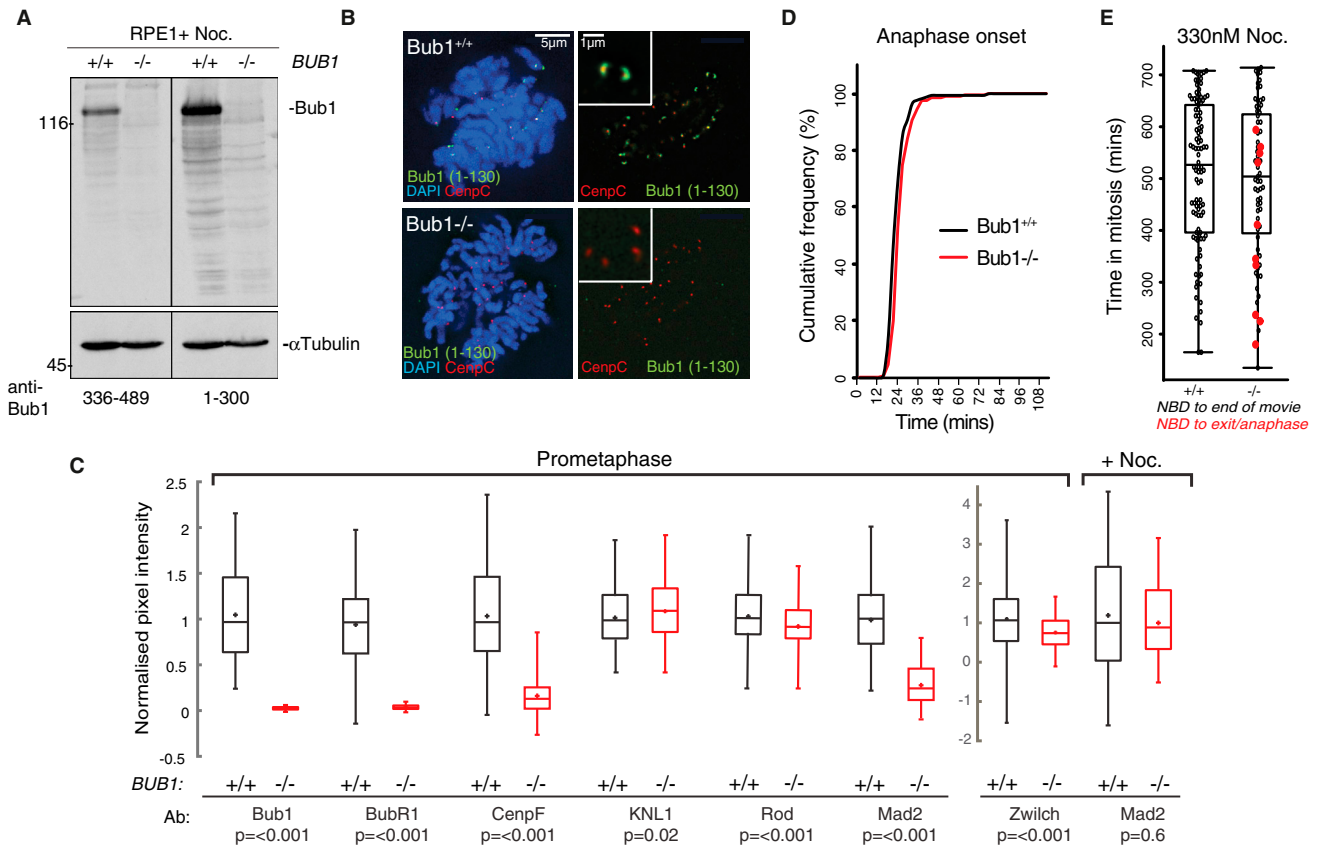 A
RPE1+ Noc.
+/+ -/- +/+ -/- BUB1
-Bub1
116-
-αTubulin
45-
anti-
Bub1
336-489 1-300
B
Bub1+/+
5µm
1µm
Bub1 (1-130)
DAPI CenpC
CenpC Bub1 (1-130)
Bub1-/-
Bub1 (1-130)
DAPI CenpC
CenpC Bub1 (1-130)
D
Anaphase onset
Cumulative frequency (%)
100
80
60
40
20
0
Bub1+/+
Bub1-/-
0 12 24 36 48 60 72 84 96 108
Time (mins)
E
330nM Noc.
Time in mitosis (mins)
700
600
500
400
300
200
+/+ -/-
NBD to end of movie
NBD to exit/anaphase
C
Prometaphase
+ Noc.
Normalised pixel intensity
2.5
2
1.5
1
0.5
0
-0.5
4
3
2
1
0
-1
-2
BUB1: +/+ -/- +/+ -/- +/+ -/- +/+ -/- +/+ -/- +/+ -/- +/+ -/- +/+ -/-
Ab: Bub1 BubR1 CenpF KNL1 Rod Mad2 Zwilch Mad2
p=<0.001 p=<0.001 p=<0.001 p=0.02 p=<0.001 p=<0.001 p=<0.001 p=0.6